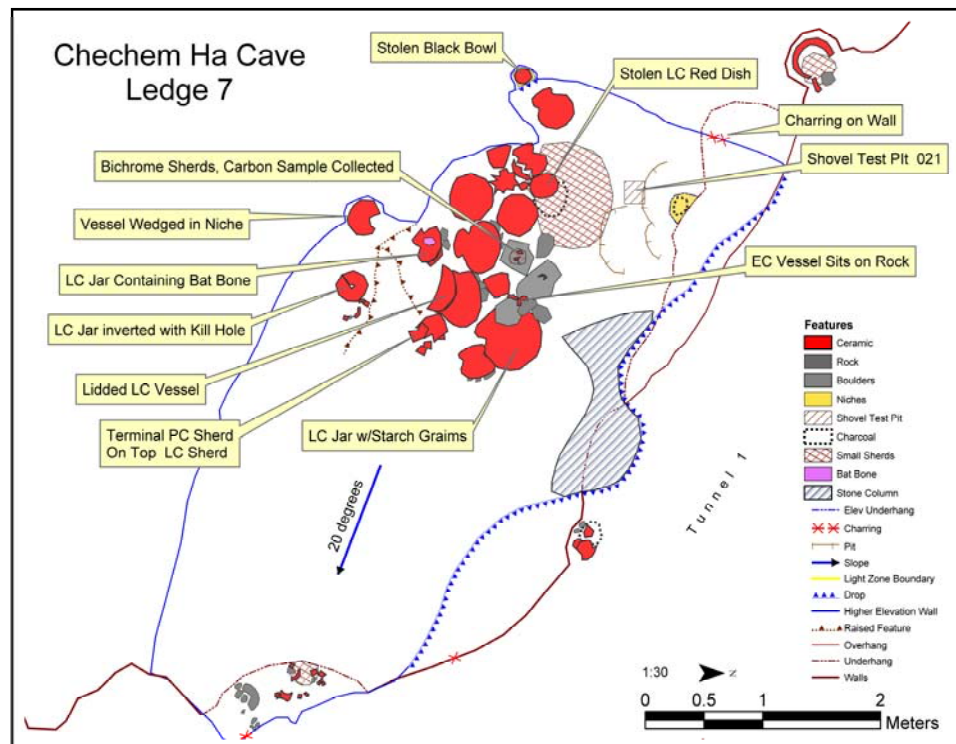 Chechem Ha Cave
Ledge 7
Stolen Black Bowl
Stolen LC Red Dish
Charring on Wall
Bichrome Sherds, Carbon Sample Collected
Shovel Test PIt 021
Vessel Wedged in Niche
LC Jar Containing Bat Bone
EC Vessel Sits on Rock
LC Jar inverted with Kill Hole
Lidded LC Vessel
Terminal PC Sherd
On Top LC Sherd
LC Jar w/Starch Graims
20 degrees
Tunnel 1
Features
Ceramic
Rock
Boulders
Niches
Shovel Test Pit
Charcoal
Small Sherds
Bat Bone
Stone Column
Elev Underhang
Charring
Pit
Slope
Light Zone Boundary
Drop
Higher Elevation Wall
Raised Feature
Overhang
Underhang
Walls
1:30
N
0 0.5 1 2
Meters